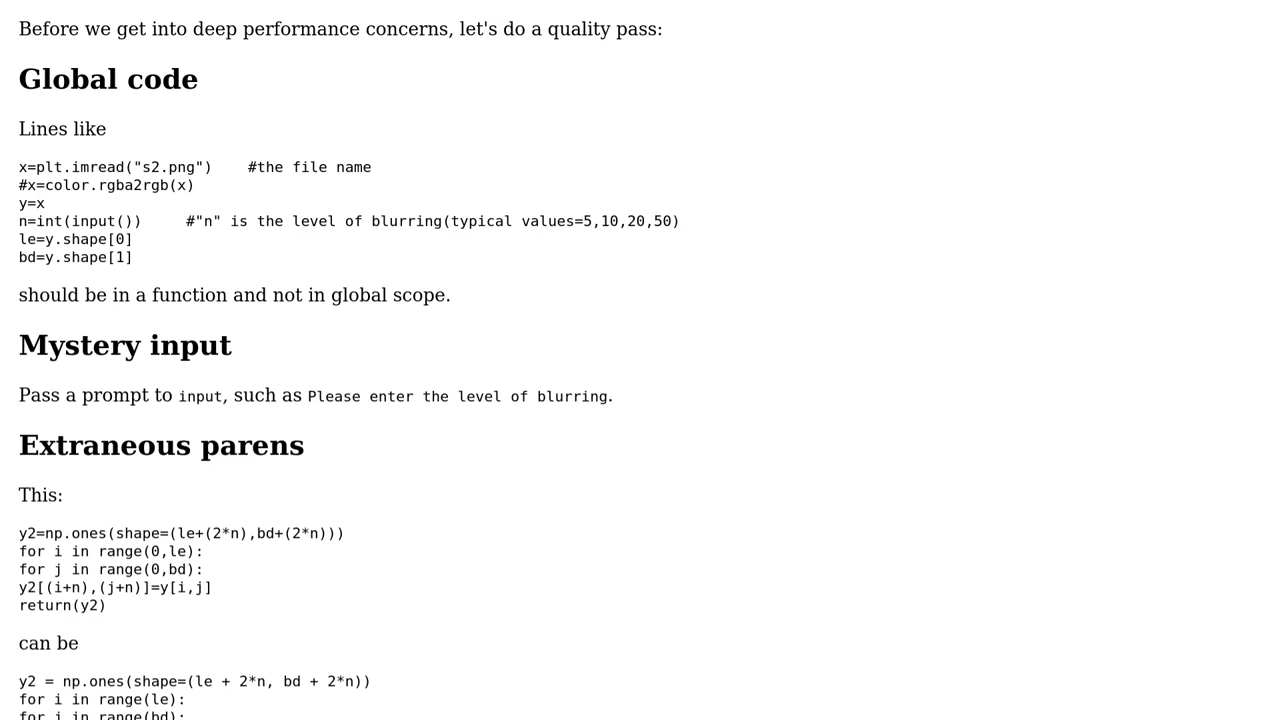 Before we get into deep performance concerns, let's do a quality pass:
Global code
Lines like
x=plt.imread("s2.png")    #the file name
#x=color.rgba2rgb(x)
y=x
n=int(input())     #"n" is the level of blurring(typical values=5,10,20,50)
le=y.shape[0]
bd=y.shape[1]
should be in a function and not in global scope.
Mystery input
Pass a prompt to input, such as Please enter the level of blurring.
Extraneous parens
This:
y2=np.ones(shape=(le+(2*n),bd+(2*n)))
for i in range(0,le):
for j in range(0,bd):
y2[(i+n),(j+n)]=y[i,j]
return(y2)
can be
y2 = np.ones(shape=(le + 2*n, bd + 2*n))
for i in range(le):
for j in range(bd):